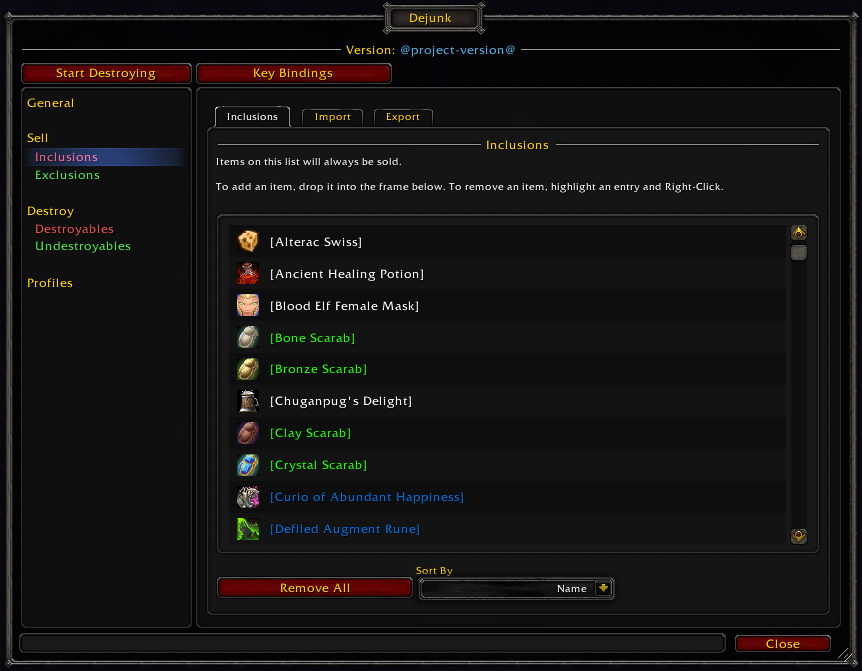 Dejunk
Version: @project-version@
Start Destroying
Key Bindings
General
Sell
Inclusions
Exclusions
Destroy
Destroyables
Undestroyables
Profiles
Inclusions
Import
Export
Inclusions
Items on this list will always be sold.
To add an item, drop it into the frame below. To remove an item, highlight an entry and Right-Click.
[Alterac Swiss]
[Ancient Healing Potion]
[Blood Elf Female Mask]
[Bone Scarab]
[Bronze Scarab]
[Chuganpug's Delight]
[Clay Scarab]
[Crystal Scarab]
[Curio of Abundant Happiness]
[Defiled Augment Rune]
Sort By
Remove All
Name
Close